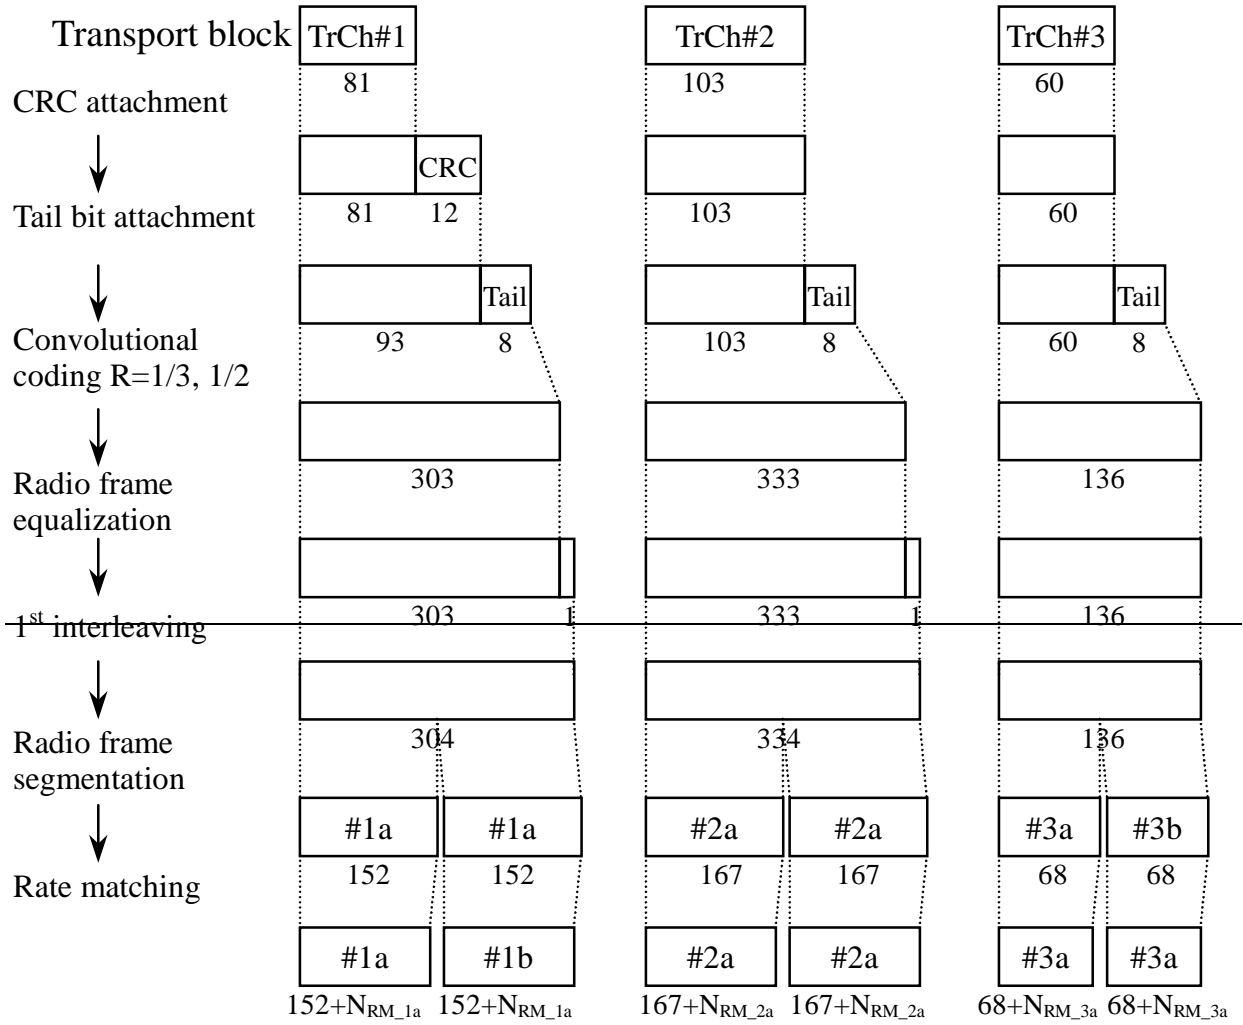 Transport block TrCh#1 TrCh#2 TrCh#3
81 103 60
CRC attachment
CRC
81 12 103 60
Tail bit attachment
Tail Tail Tail
93 8 103 8 60 8
Convolutional
coding R=1/3, 1/2
303 333 136
Radio frame
equalization
303 1 333 1 136
1st interleaving
304 334 136
Radio frame
segmentation
#1a #1a #2a #2a #3a #3b
152 152 167 167 68 68
Rate matching
#1a #1b #2a #2a #3a #3a
152+NRM_1a 152+NRM_1a 167+NRM_2a 167+NRM_2a 68+NRM_3a 68+NRM_3a